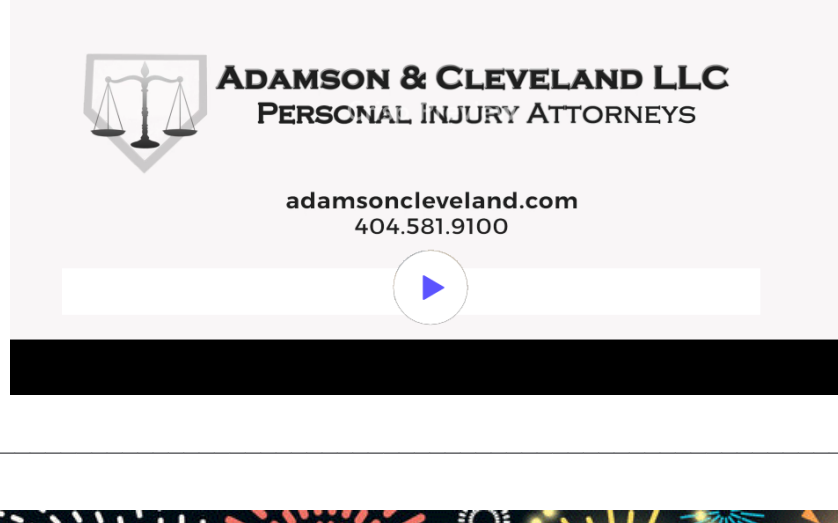 ADAMSON & CLEVELAND LLC
PERSONAL INJURY ATTORNEYS
adamsoncleveland.com
404.581.9100